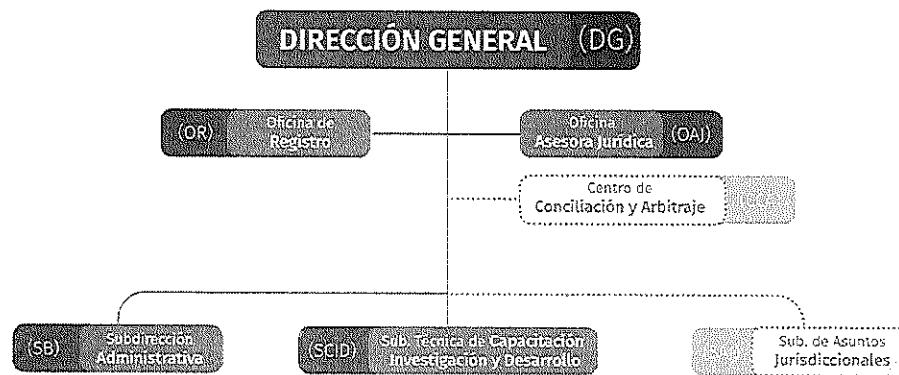 DIRECCIÓN GENERAL (DG)
(OR) Oficina de
Registro
Oficina
Asesora Jurídica (OAJ)
Centro de
Conciliación y Arbitraje
(SB) Subdirección
Administrativa
(SCID) Sub. Técnica de Capacitación
Investigación y Desarrollo
Sub. de Asuntos
Jurisdiccionales